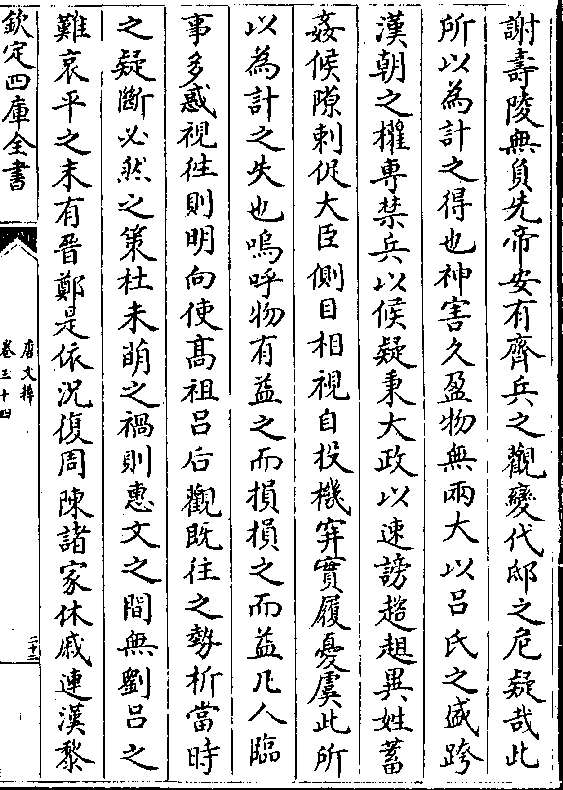 謝壽陵無負先帝安有齊兵之觀變代邸之危疑哉此
所以為計之得也神害久盈物無兩大以吕氏之盛跨
漢朝之權專禁兵以候疑秉大政以速謗趑趄異姓蓄
姦候隙刺促大臣側目相視自投機穽實履憂虞此所
以為計之失也嗚呼物有益之而損損之而益凡人臨
事多惑視徃則明向使髙祖吕后觀既往之勢析當時
之疑斷必然之策杜未萌之禍則惠文之間無劉吕之
難哀平之末有晉鄭是依況復周陳諸家休戚連漢黎
欽定四庫全書
唐文粹
卷三十四
二十三